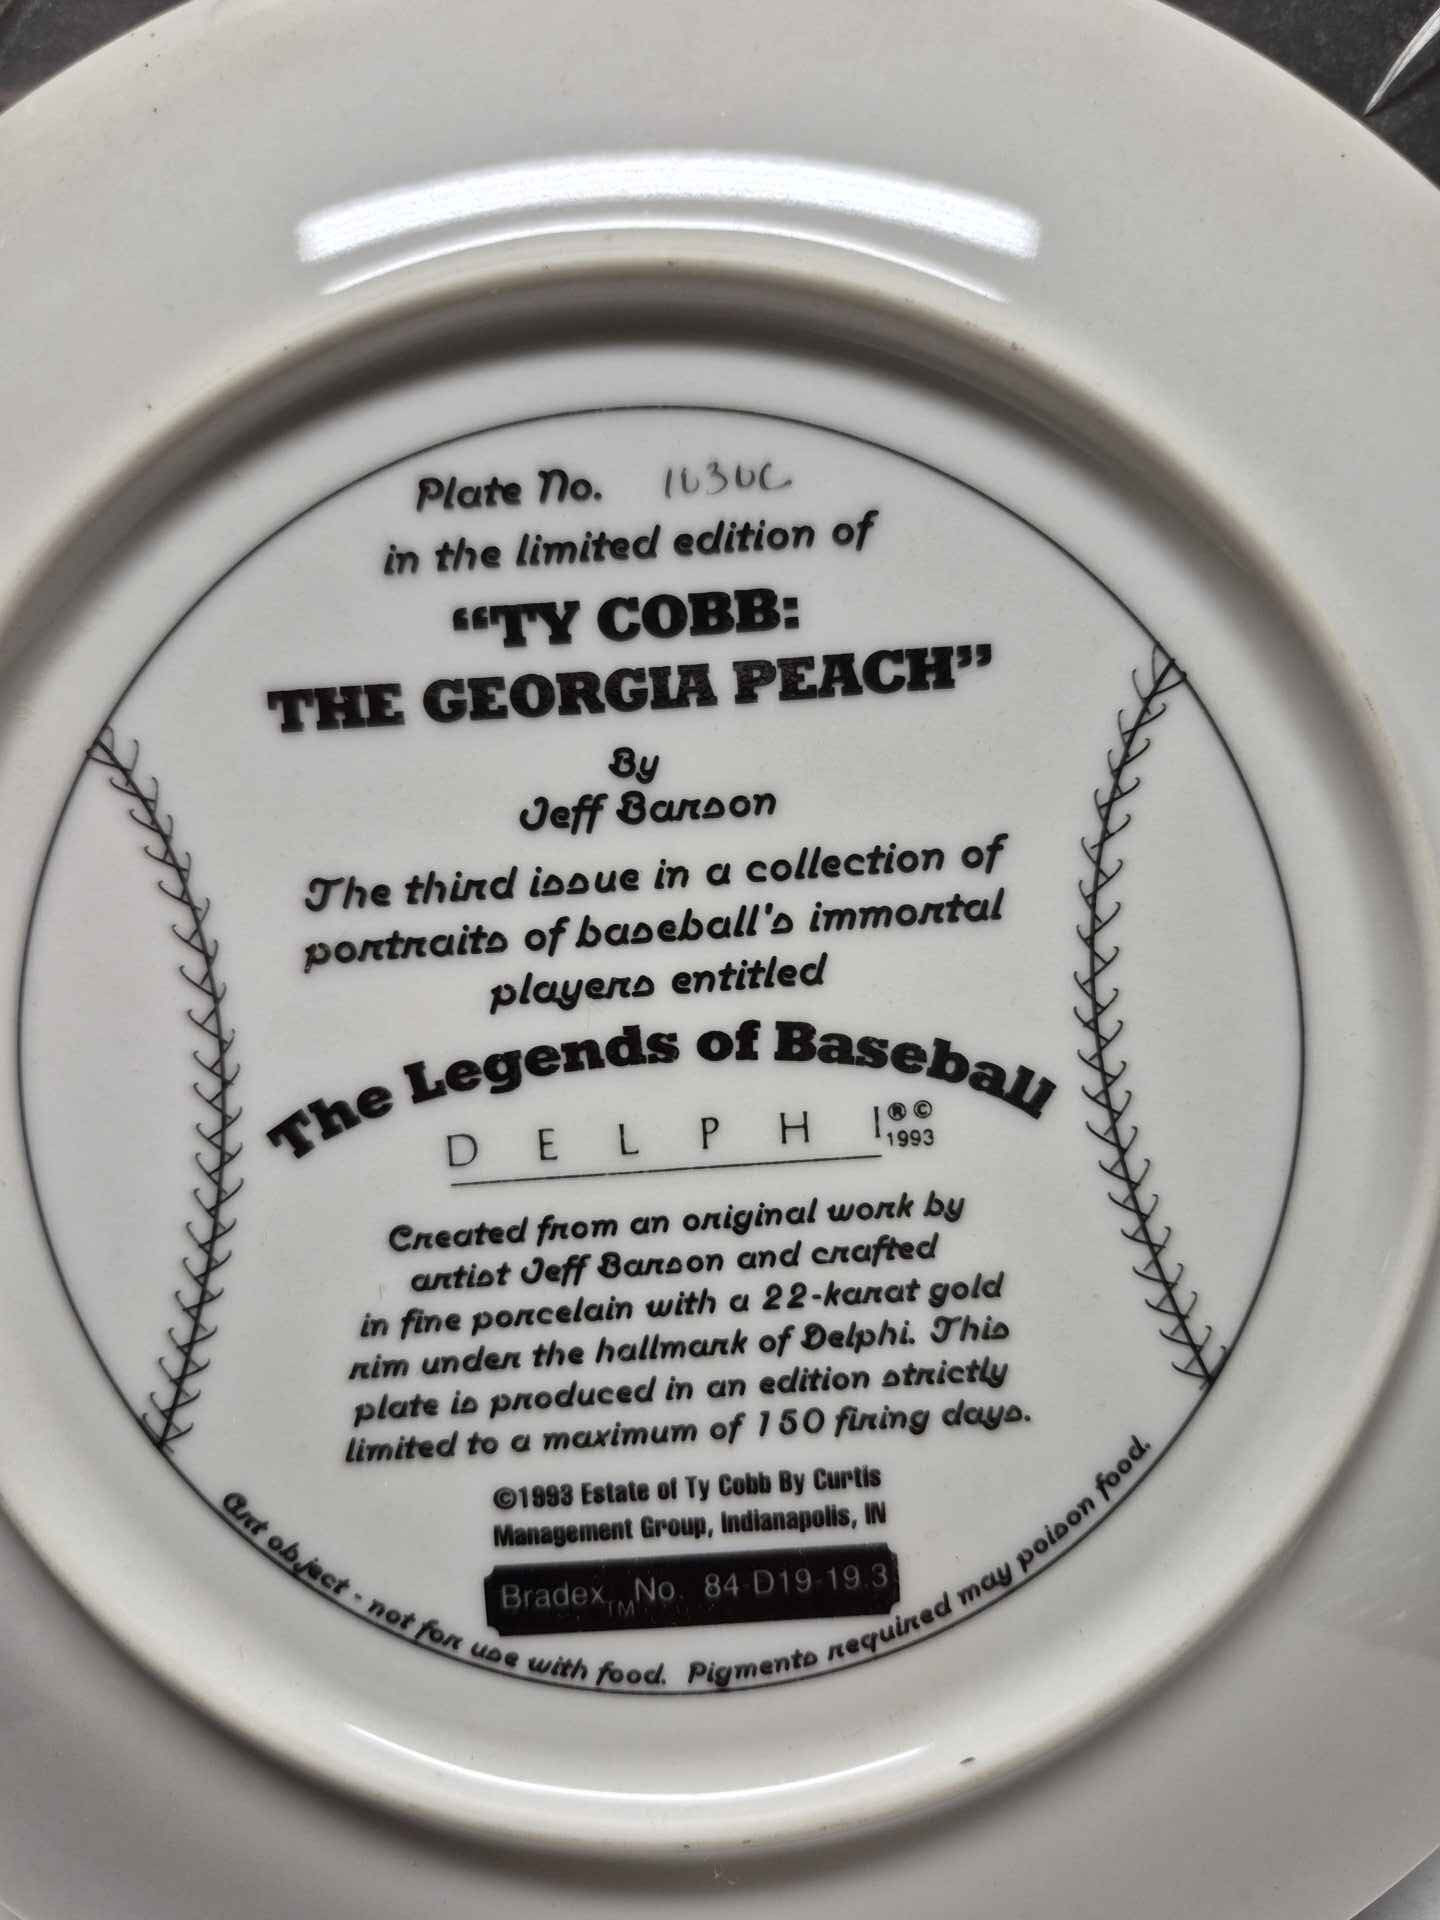 Plate No. 1030C
in the limited edition of
“TY COBB:
THE GEORGIA PEACH”
By
Jeff Barson
The third issue in a collection of
portraits of baseball's immortal
players entitled
The Legends of Baseball
DELPHI®© 1993
Created from an original work by
artist Jeff Barson and crafted
in fine porcelain with a 22-karat gold
rim under the hallmark of Delphi. This
plate is produced in an edition strictly
limited to a maximum of 150 firing days.
©1993 Estate of Ty Cobb By Curtis
Management Group, Indianapolis, IN
Bradex™ No. 84-D19-19.3
Art object - not for use with food. Pigments required may poison food.